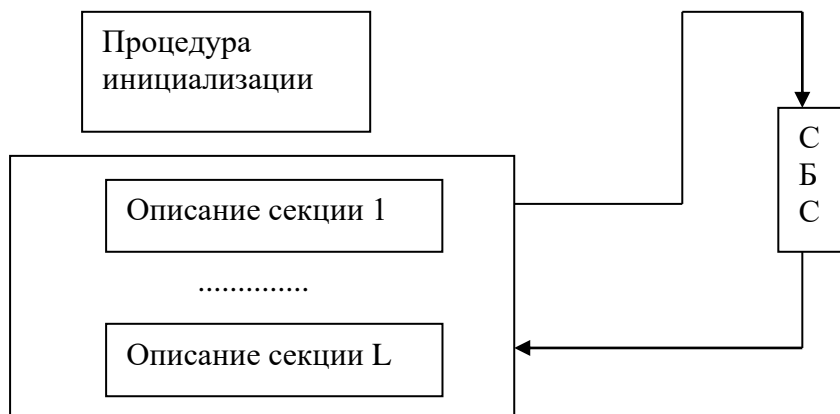 Процедура
инициализации
С
Б
С
Описание секции 1
..............
Описание секции L